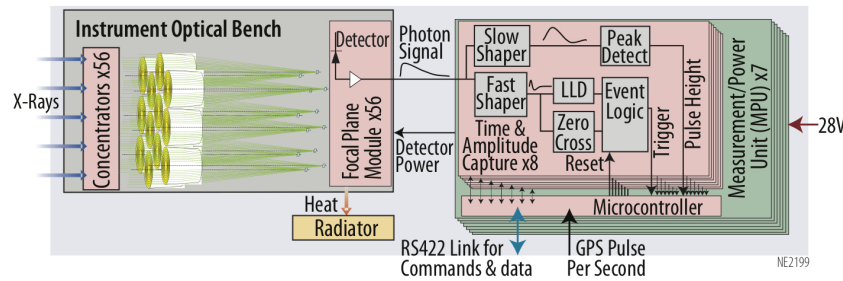 Instrument Optical Bench
X-Rays
Concentrators x56
Detector
Focal Plane
Module x56
Heat
Radiator
Photon
Signal
Detector
Power
Slow
Shaper
Peak
Detect
Fast
Shaper
LLD
Zero
Cross
Event
Logic
Time &
Amplitude
Capture x8
Reset
Trigger
Pulse Height
Measurement/Power
Unit (MPU) x7
28V
Microcontroller
RS422 Link for
Commands & data
GPS Pulse
Per Second
NE2199